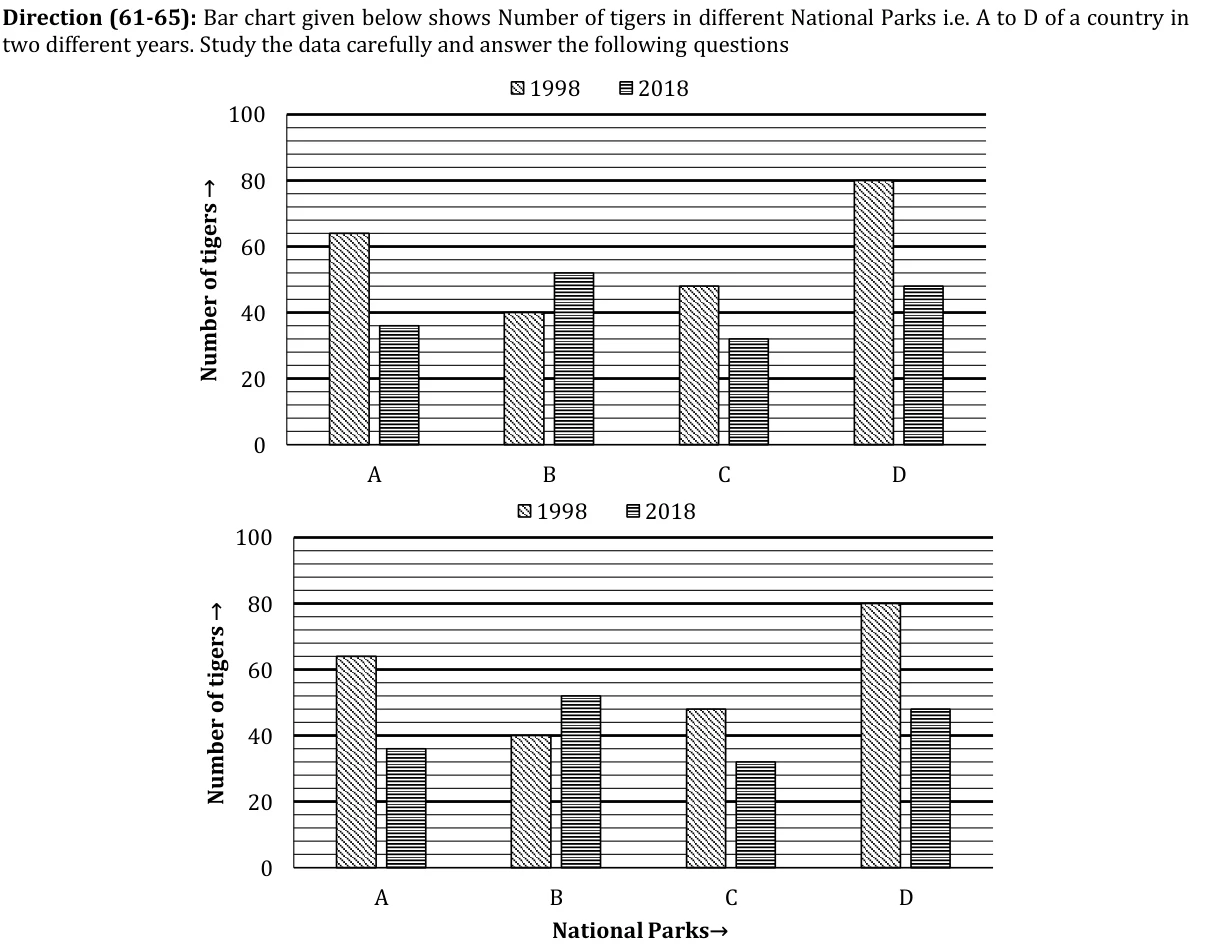 Direction (61-65): Bar chart given below shows Number of tigers in different National Parks i.e. A to D of a country in
two different years. Study the data carefully and answer the following questions
1998 2018
100
80
60
40
20
0
Number of tigers →
A B C D
1998 2018
100
80
60
40
20
0
Number of tigers →
A B C D
National Parks→